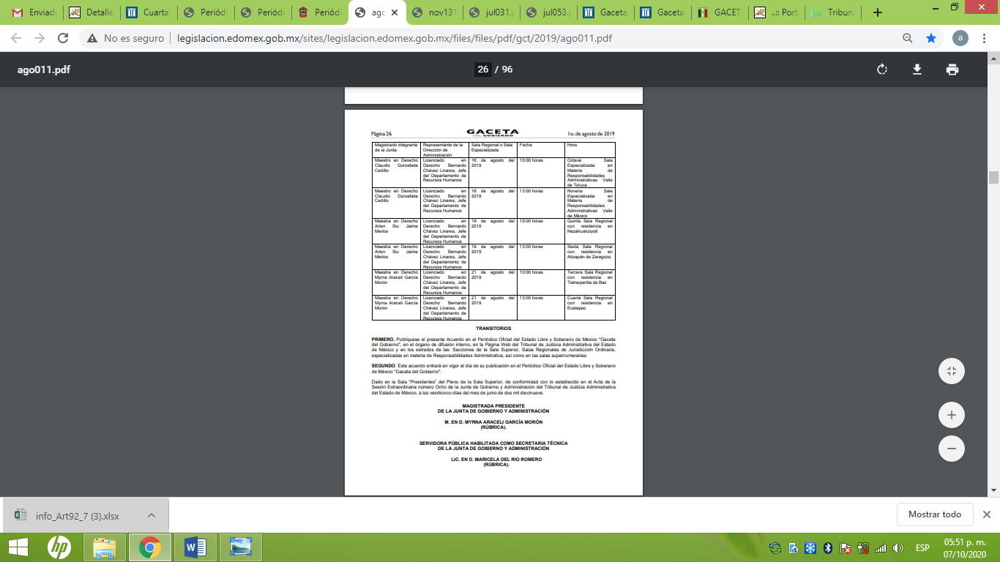 Enviado
Detalle
Cuarta
Periódi
Periódi
Periódi
ago
nov131
jul031.p
jul053.p
Gaceta
Gaceta
GACETA
..:: Port
Tribuna
No es seguro
legislacion.edomex.gob.mx/sites/legislacion.edomex.gob.mx/files/files/pdf/gct/2019/ago011.pdf
a
ago011.pdf
26 / 96
Página 26
GACETA
DEL GOBIERNO
1o. de agosto de 2019
Magistrado integrante
de la Junta
Representante de la
Dirección de
Administración
Sala Regional o Sala
Especializada
Fecha
Hora
Maestro en Derecho
Claudio Gorostieta
Cedillo
Licenciado en
Derecho Bernardo
Chávez Linares, Jefe
del Departamento de
Recursos Humanos
16 de agosto del
2019
10:00 horas
Octava Sala
Especializada en
Materia de
Responsabilidades
Administrativas Valle
de Toluca
Maestro en Derecho
Claudio Gorostieta
Cedillo
Licenciado en
Derecho Bernardo
Chávez Linares, Jefe
del Departamento de
Recursos Humanos
16 de agosto del
2019
13:00 horas
Novena Sala
Especializada en
Materia de
Responsabilidades
Administrativas Valle
de México
Maestra en Derecho
Arlen Siu Jaime
Merlos
Licenciado en
Derecho Bernardo
Chávez Linares, Jefe
del Departamento de
Recursos Humanos
19 de agosto del
2019
10:00 horas
Quinta Sala Regional
con residencia en
Nezahualcóyotl
Maestra en Derecho
Arlen Siu Jaime
Merlos
Licenciado en
Derecho Bernardo
Chávez Linares, Jefe
del Departamento de
Recursos Humanos
19 de agosto del
2019
13:00 horas
Sexta Sala Regional
con residencia en
Atizapán de Zaragoza
Maestra en Derecho
Myrna Araceli García
Morón
Licenciado en
Derecho Bernardo
Chávez Linares, Jefe
del Departamento de
Recursos Humanos
21 de agosto del
2019
10:00 horas
Tercera Sala Regional
con residencia en
Tlalnepantla de Baz
Maestra en Derecho
Myrna Araceli García
Morón
Licenciado en
Derecho Bernardo
Chávez Linares, Jefe
del Departamento de
Recursos Humanos
21 de agosto del
2019
13:00 horas
Cuarta Sala Regional
con residencia en
Ecatepec
TRANSITORIOS
PRIMERO. Publíquese el presente Acuerdo en el Periódico Oficial del Estado Libre y Soberano de México "Gaceta
del Gobierno", en el órgano de difusión interno, en la Página Web del Tribunal de Justicia Administrativa del Estado
de México y en los estrados de las: Secciones de la Sala Superior, Salas Regionales de Jurisdicción Ordinaria,
especializadas en materia de Responsabilidades Administrativa, así como en las salas supernumerarias.
SEGUNDO. Este acuerdo entrará en vigor el día de su publicación en el Periódico Oficial del Estado Libre y Soberano
de México "Gaceta del Gobierno".
Dado en la Sala "Presidentes" del Pleno de la Sala Superior, de conformidad con lo establecido en el Acta de la
Sesión Extraordinaria número Ocho de la Junta de Gobierno y Administración del Tribunal de Justicia Administrativa
del Estado de México, a los veinticinco días del mes de junio de dos mil diecinueve.
MAGISTRADA PRESIDENTE
DE LA JUNTA DE GOBIERNO Y ADMINISTRACIÓN
M. EN D. MYRNA ARACELI GARCÍA MORÓN
(RÚBRICA).
SERVIDORA PÚBLICA HABILITADA COMO SECRETARIA TÉCNICA
DE LA JUNTA DE GOBIERNO Y ADMINISTRACIÓN
LIC. EN D. MARICELA DEL RIO ROMERO
(RÚBRICA).
info_Art92_7 (3).xlsx
Mostrar todo
ESP
05:51 p. m.
07/10/2020